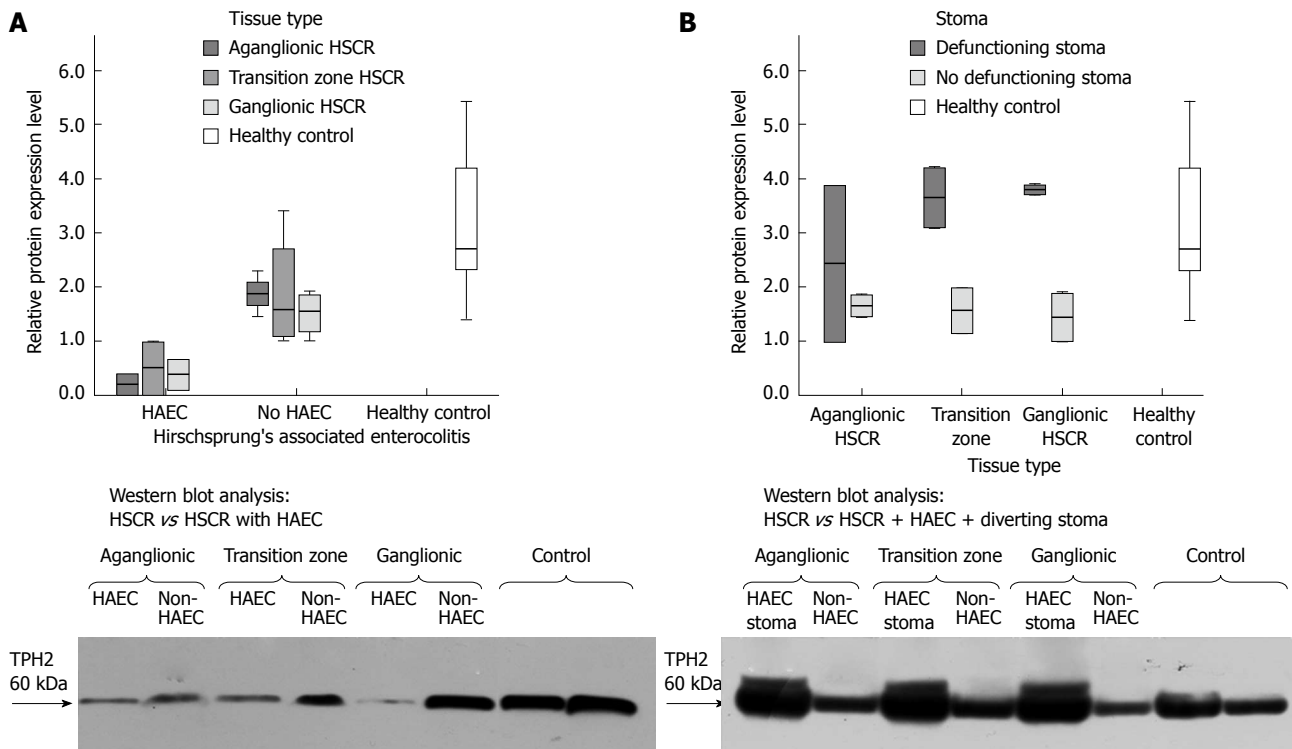 A
Tissue type
Aganglionic HSCR
Transition zone HSCR
Ganglionic HSCR
Healthy control
Relative protein expression level
6.0
5.0
4.0
3.0
2.0
1.0
0.0
HAEC
No HAEC
Healthy control
Hirschsprung's associated enterocolitis
Western blot analysis:
HSCR vs HSCR with HAEC
Aganglionic
Transition zone
Ganglionic
Control
HAEC
Non-
HAEC
HAEC
Non-
HAEC
HAEC
Non-
HAEC
TPH2
60 kDa
B
Stoma
Defunctioning stoma
No defunctioning stoma
Healthy control
Relative protein expression level
6.0
5.0
4.0
3.0
2.0
1.0
0.0
Aganglionic
HSCR
Transition
zone
Ganglionic
HSCR
Healthy
control
Tissue type
Western blot analysis:
HSCR vs HSCR + HAEC + diverting stoma
Aganglionic
Transition zone
Ganglionic
Control
HAEC
stoma
Non-
HAEC
HAEC
stoma
Non-
HAEC
HAEC
stoma
Non-
HAEC
TPH2
60 kDa